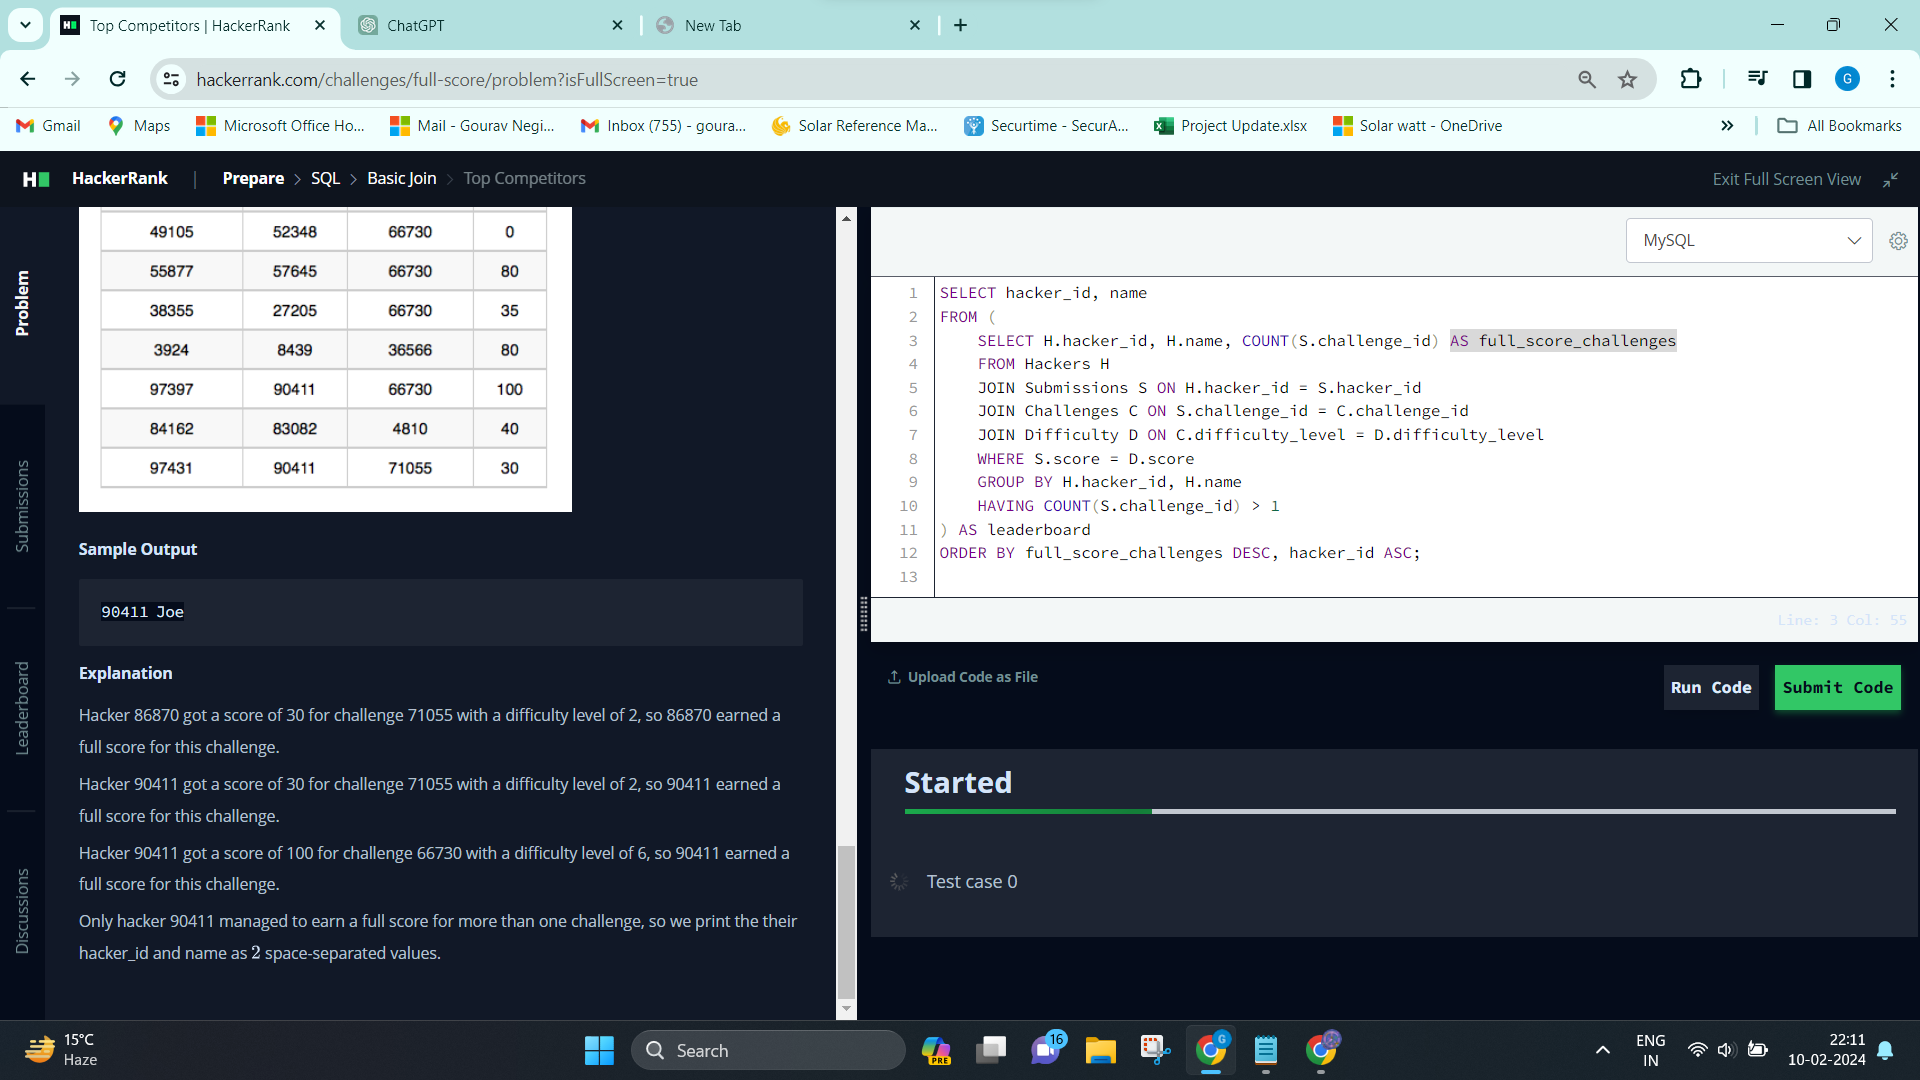 Top Competitors | HackerRank
ChatGPT
New Tab
hackerrank.com/challenges/full-score/problem?isFullScreen=true
G
Gmail
Maps
Microsoft Office Ho...
Mail - Gourav Negi...
Inbox (755) - goura...
Solar Reference Ma...
Securtime - SecurA...
Project Update.xlsx
Solar watt - OneDrive
All Bookmarks
HackerRank | Prepare > SQL > Basic Join > Top Competitors
Exit Full Screen View
Problem
Submissions
Leaderboard
Discussions
49105 52348 66730 0
55877 57645 66730 80
38355 27205 66730 35
3924 8439 36566 80
97397 90411 66730 100
84162 83082 4810 40
97431 90411 71055 30
Sample Output
90411 Joe
Explanation
Hacker 86870 got a score of 30 for challenge 71055 with a difficulty level of 2, so 86870 earned a
full score for this challenge.
Hacker 90411 got a score of 30 for challenge 71055 with a difficulty level of 2, so 90411 earned a
full score for this challenge.
Hacker 90411 got a score of 100 for challenge 66730 with a difficulty level of 6, so 90411 earned a
full score for this challenge.
Only hacker 90411 managed to earn a full score for more than one challenge, so we print the their
hacker_id and name as 2 space-separated values.
MySQL
1 SELECT hacker_id, name
2 FROM (
3 SELECT H.hacker_id, H.name, COUNT(S.challenge_id) AS full_score_challenges
4 FROM Hackers H
5 JOIN Submissions S ON H.hacker_id = S.hacker_id
6 JOIN Challenges C ON S.challenge_id = C.challenge_id
7 JOIN Difficulty D ON C.difficulty_level = D.difficulty_level
8 WHERE S.score = D.score
9 GROUP BY H.hacker_id, H.name
10 HAVING COUNT(S.challenge_id) > 1
11 ) AS leaderboard
12 ORDER BY full_score_challenges DESC, hacker_id ASC;
13
Line: 3 Col: 55
Upload Code as File
Run Code
Submit Code
Started
Test case 0
15°C
Haze
Search
PRE
16
G
ENG
IN
22:11
10-02-2024